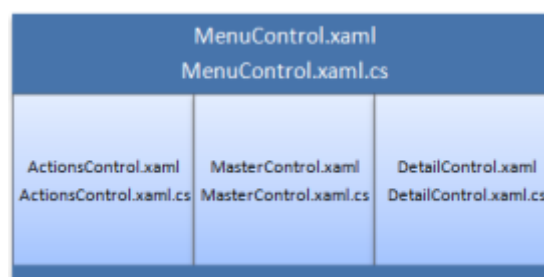 MenuControl.xaml
MenuControl.xaml.cs
ActionsControl.xaml
ActionsControl.xaml.cs
MasterControl.xaml
MasterControl.xaml.cs
DetailControl.xaml
DetailControl.xaml.cs